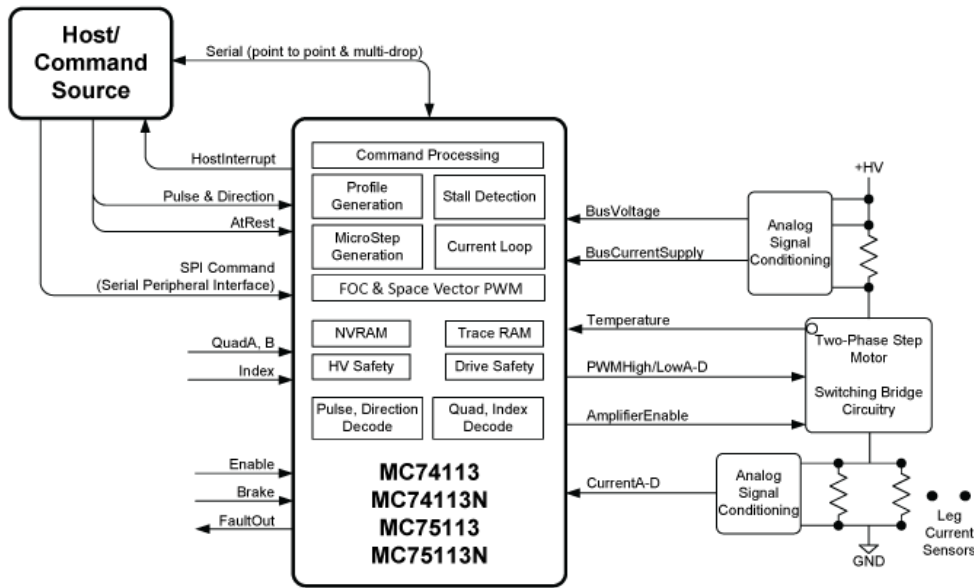 Host/
Command
Source
Serial (point to point & multi-drop)
HostInterrupt
Pulse & Direction
AtRest
SPI Command
(Serial Peripheral Interface)
QuadA, B
Index
Enable
Brake
FaultOut
Command Processing
Profile
Generation
Stall Detection
MicroStep
Generation
Current Loop
FOC & Space Vector PWM
NVRAM
Trace RAM
HV Safety
Drive Safety
Pulse, Direction
Decode
Quad, Index
Decode
MC74113
MC74113N
MC75113
MC75113N
BusVoltage
BusCurrentSupply
Temperature
PWMHigh/LowA-D
AmplifierEnable
CurrentA-D
+HV
Analog
Signal
Conditioning
Two-Phase Step
Motor
Switching Bridge
Circuitry
Analog
Signal
Conditioning
Leg
Current
Sensors
GND